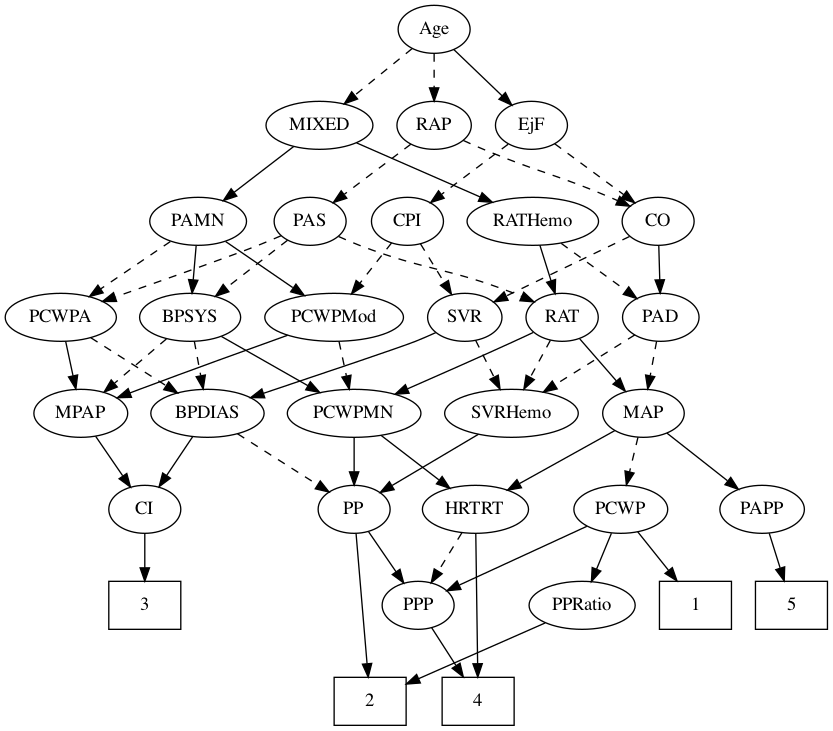 Age
MIXED RAP EjF
PAMN PAS CPI RATHemo CO
PCWPA BPSYS PCWPMod SVR RAT PAD
MPAP BPDIAS PCWPMN SVRHemo MAP
CI PP HRTRT PCWP PAPP
3 PPP PPRatio 1 5
2 4